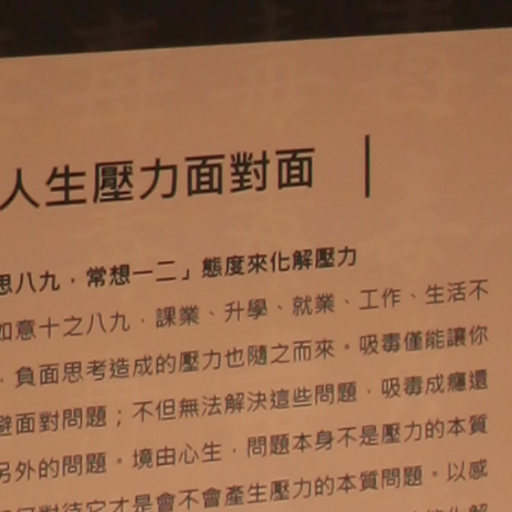 人生壓力面對面
思八九，常想一二」態度來化解壓力
如意十之八九，課業、升學、就業、工作、生活不
，負面思考造成的壓力也隨之而來。吸毒僅能讓你
避面對問題；不但無法解決這些問題，吸毒成癮還
另外的問題。境由心生，問題本身不是壓力的本質
何對待它才是會不會產生壓力的本質問題。以感